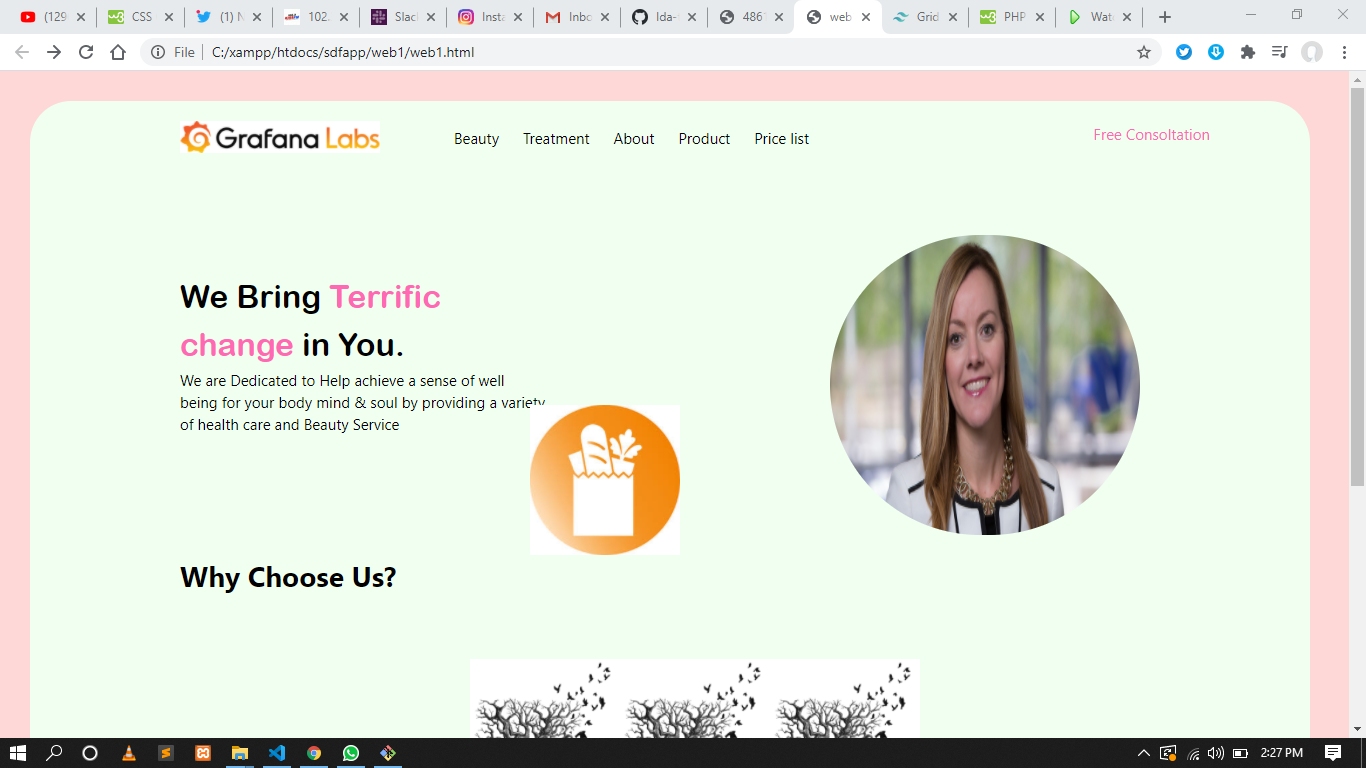 (129
CSS
(1) N
102.
Slac
Insta
Inbo
Ida-
486
web
Grid
PHP
Wat
File
C:/xampp/htdocs/sdfapp/web1/web1.html
Grafana Labs
Beauty Treatment About Product Price list
Free Consoltation
We Bring Terrific
change in You.
We are Dedicated to Help achieve a sense of well
being for your body mind & soul by providing a variety
of health care and Beauty Service
Why Choose Us?
2:27 PM